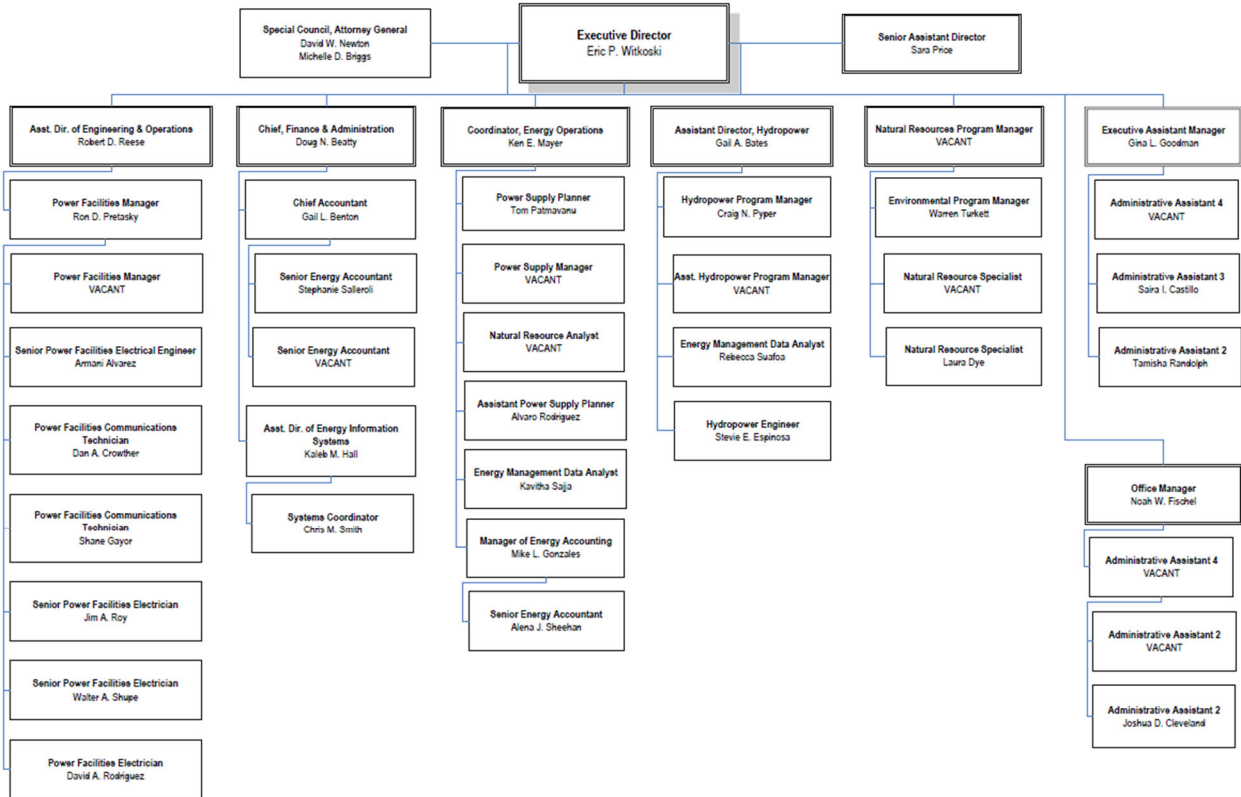 Special Council, Attorney General
David W. Newton
Michelle D. Briggs
Executive Director
Eric P. Witkoski
Senior Assistant Director
Sara Price
Asst. Dir. of Engineering & Operations
Robert D. Reese
Power Facilities Manager
Ron D. Pretasky
Power Facilities Manager
VACANT
Senior Power Facilities Electrical Engineer
Armani Alvarez
Power Facilities Communications
Technician
Dan A. Crowther
Power Facilities Communications
Technician
Shane Gayor
Senior Power Facilities Electrician
Jim A. Roy
Senior Power Facilities Electrician
Walter A. Shupe
Power Facilities Electrician
David A. Rodriguez
Chief, Finance & Administration
Doug N. Beatty
Chief Accountant
Gail L. Benton
Senior Energy Accountant
Stephanie Salleroli
Senior Energy Accountant
VACANT
Asst. Dir. of Energy Information
Systems
Kaleb M. Hall
Systems Coordinator
Chris M. Smith
Coordinator, Energy Operations
Ken E. Mayer
Power Supply Planner
Tom Patmavanu
Power Supply Manager
VACANT
Natural Resource Analyst
VACANT
Assistant Power Supply Planner
Alvaro Rodriguez
Energy Management Data Analyst
Kavitha Sajja
Manager of Energy Accounting
Mike L. Gonzales
Senior Energy Accountant
Alena J. Sheehan
Assistant Director, Hydropower
Gail A. Bates
Hydropower Program Manager
Craig N. Pyper
Asst. Hydropower Program Manager
VACANT
Energy Management Data Analyst
Rebecca Suafoa
Hydropower Engineer
Stevie E. Espinosa
Natural Resources Program Manager
VACANT
Environmental Program Manager
Warren Turkett
Natural Resource Specialist
VACANT
Natural Resource Specialist
Laura Dye
Executive Assistant Manager
Gina L. Goodman
Administrative Assistant 4
VACANT
Administrative Assistant 3
Saira I. Castillo
Administrative Assistant 2
Tamisha Randolph
Office Manager
Noah W. Fischel
Administrative Assistant 4
VACANT
Administrative Assistant 2
VACANT
Administrative Assistant 2
Joshua D. Cleveland